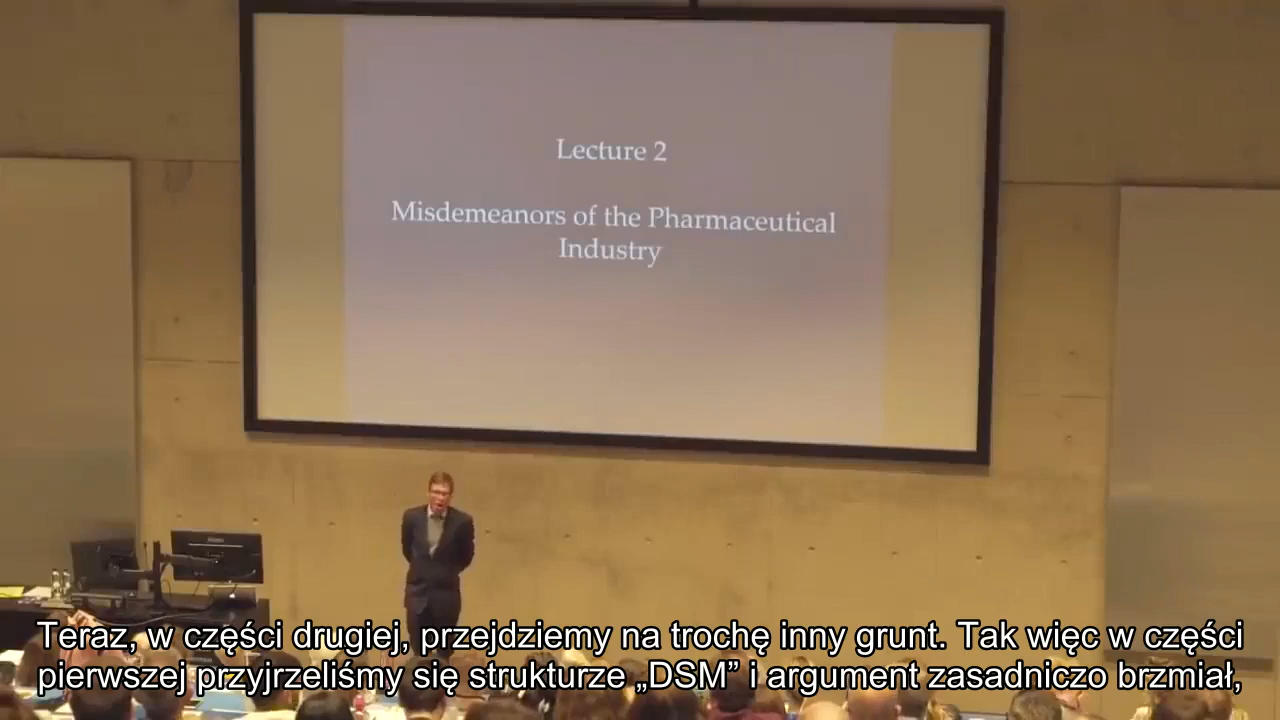 Lecture 2
Misdemeanors of the Pharmaceutical
Industry
Teraz, w części drugiej, przejdziemy na trochę inny grunt. Tak więc w części
pierwszej przyjrzeliśmy się strukturze „DSM” i argument zasadniczo brzmiał,